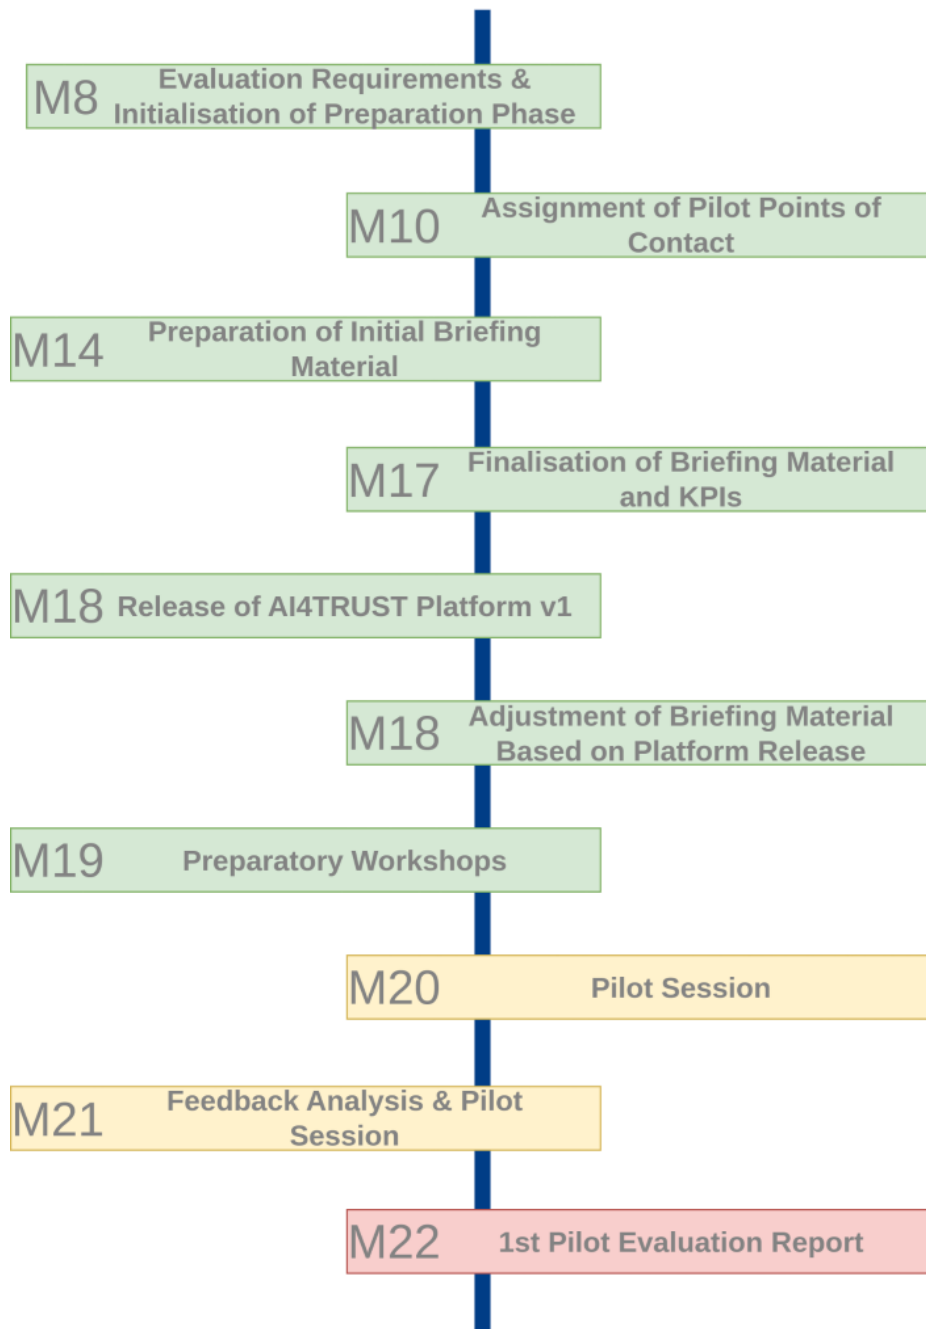 M8
Evaluation Requirements &
Initialisation of Preparation Phase
M10
Assignment of Pilot Points of
Contact
M14
Preparation of Initial Briefing
Material
M17
Finalisation of Briefing Material
and KPIs
M18
Release of AI4TRUST Platform v1
M18
Adjustment of Briefing Material
Based on Platform Release
M19
Preparatory Workshops
M20
Pilot Session
M21
Feedback Analysis & Pilot
Session
M22
1st Pilot Evaluation Report